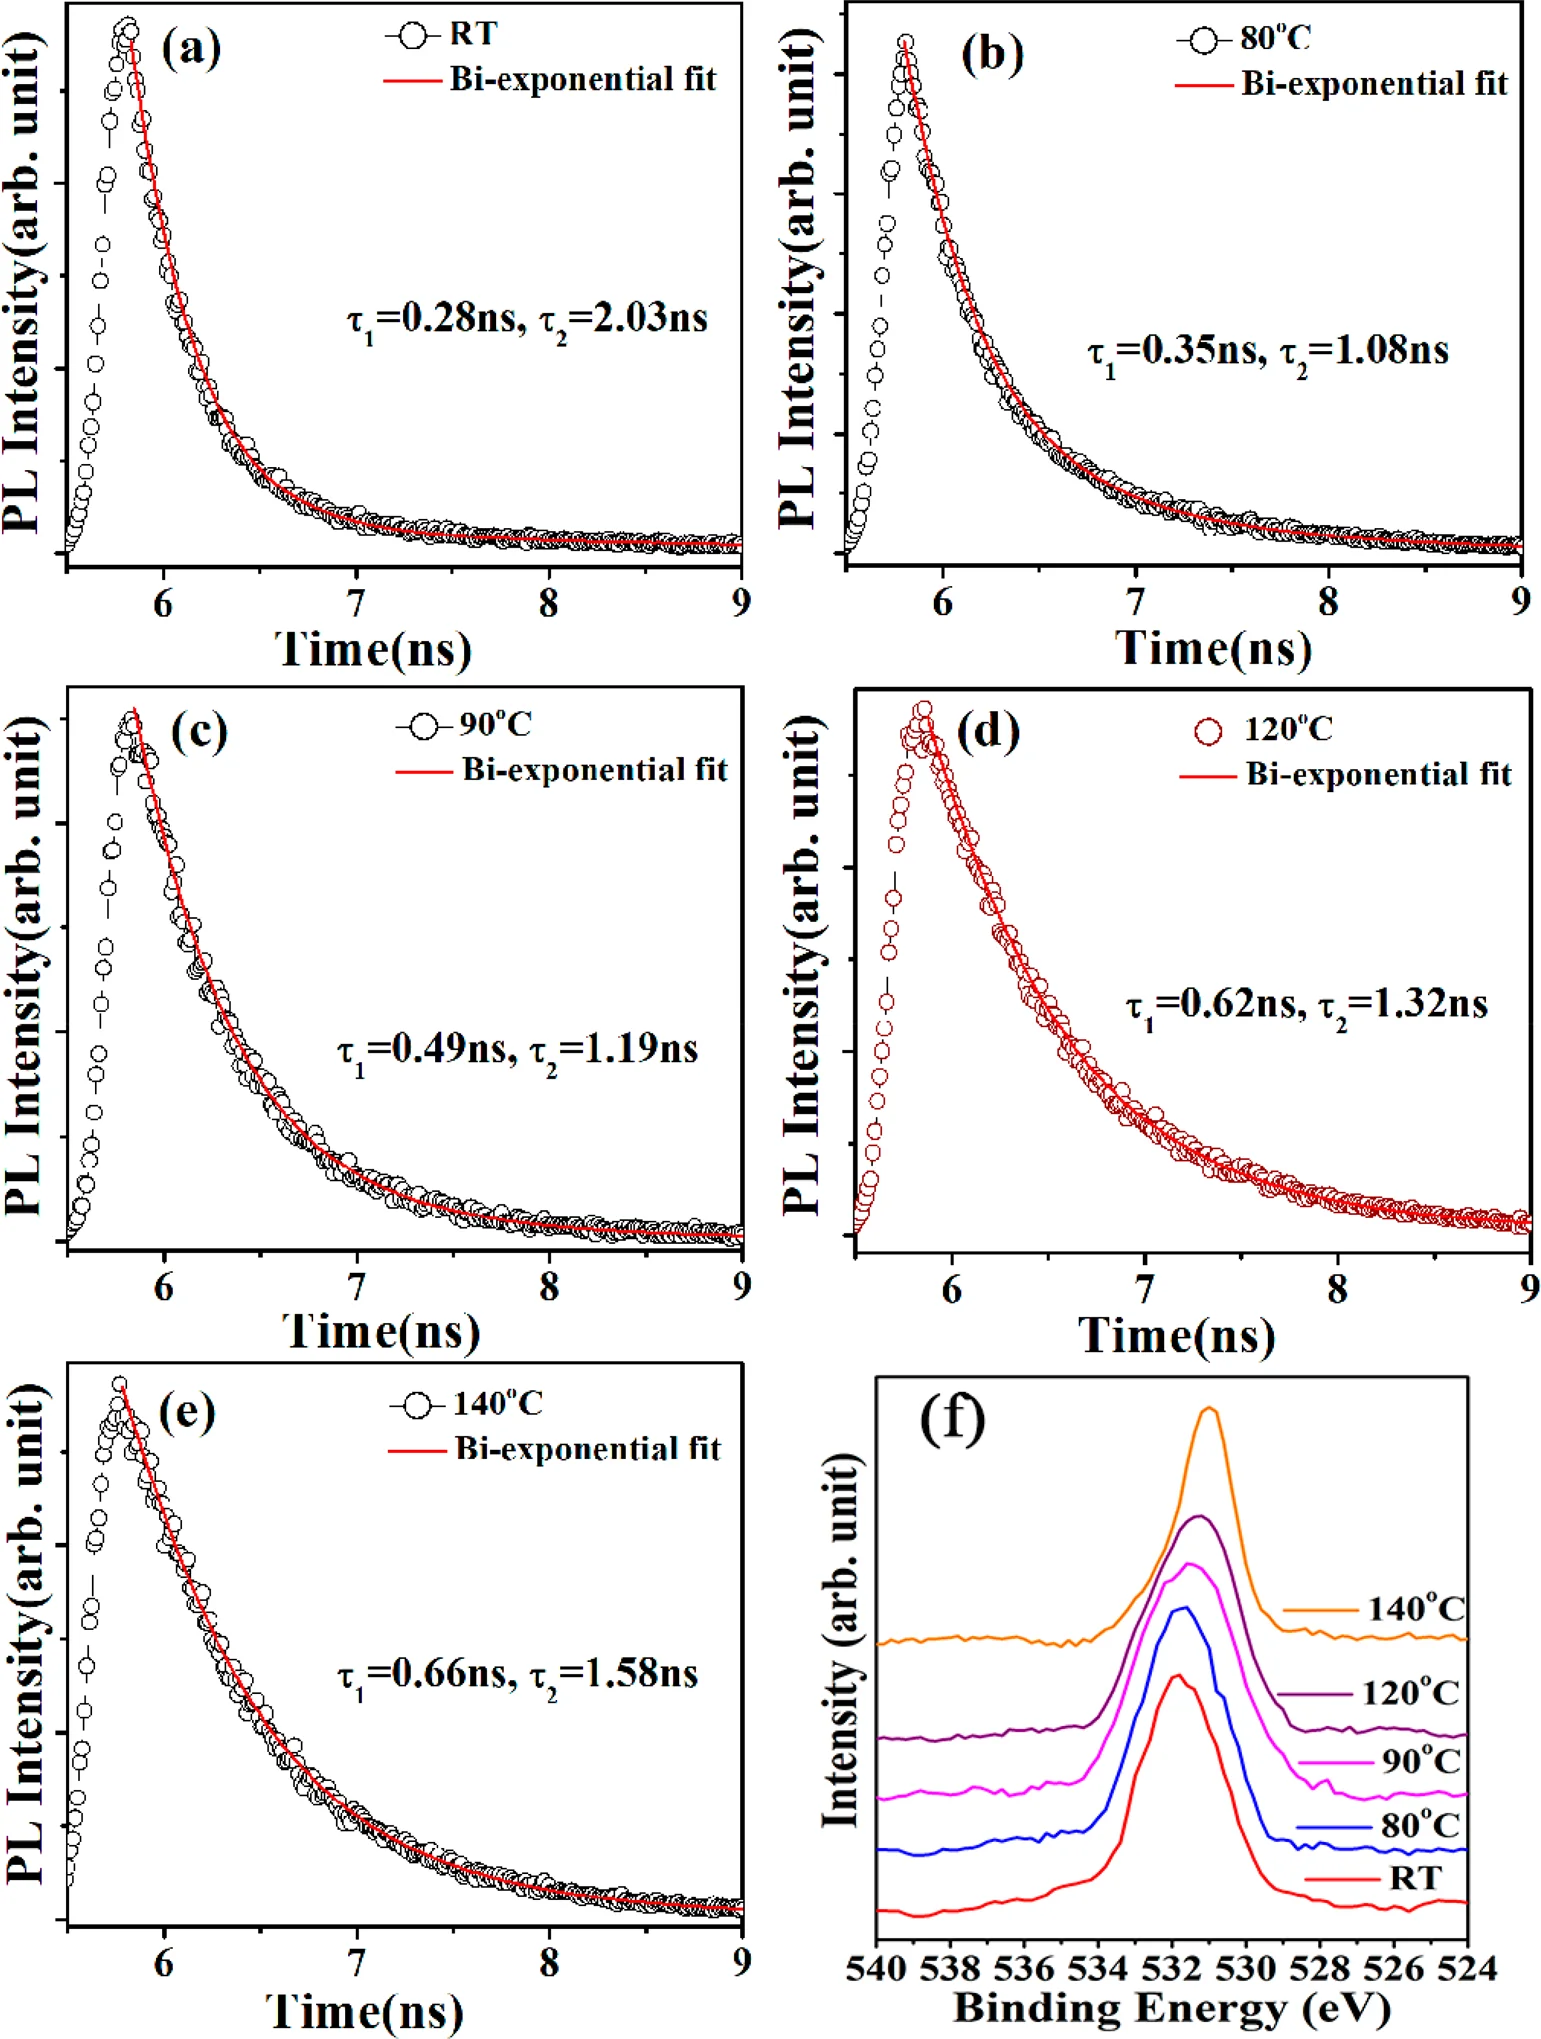 (a)
RT
Bi-exponential fit
τ1=0.28ns, τ2=2.03ns
PL Intensity(arb. unit)
6 7 8 9
Time(ns)
(b)
80°C
Bi-exponential fit
τ1=0.35ns, τ2=1.08ns
PL Intensity(arb. unit)
6 7 8 9
Time(ns)
(c)
90°C
Bi-exponential fit
τ1=0.49ns, τ2=1.19ns
PL Intensity(arb. unit)
6 7 8 9
Time(ns)
(d)
120°C
Bi-exponential fit
τ1=0.62ns, τ2=1.32ns
PL Intensity(arb. unit)
6 7 8 9
Time(ns)
(e)
140°C
Bi-exponential fit
τ1=0.66ns, τ2=1.58ns
PL Intensity(arb. unit)
6 7 8 9
Time(ns)
(f)
140°C
120°C
90°C
80°C
RT
Intensity (arb. unit)
540 538 536 534 532 530 528 526 524
Binding Energy (eV)